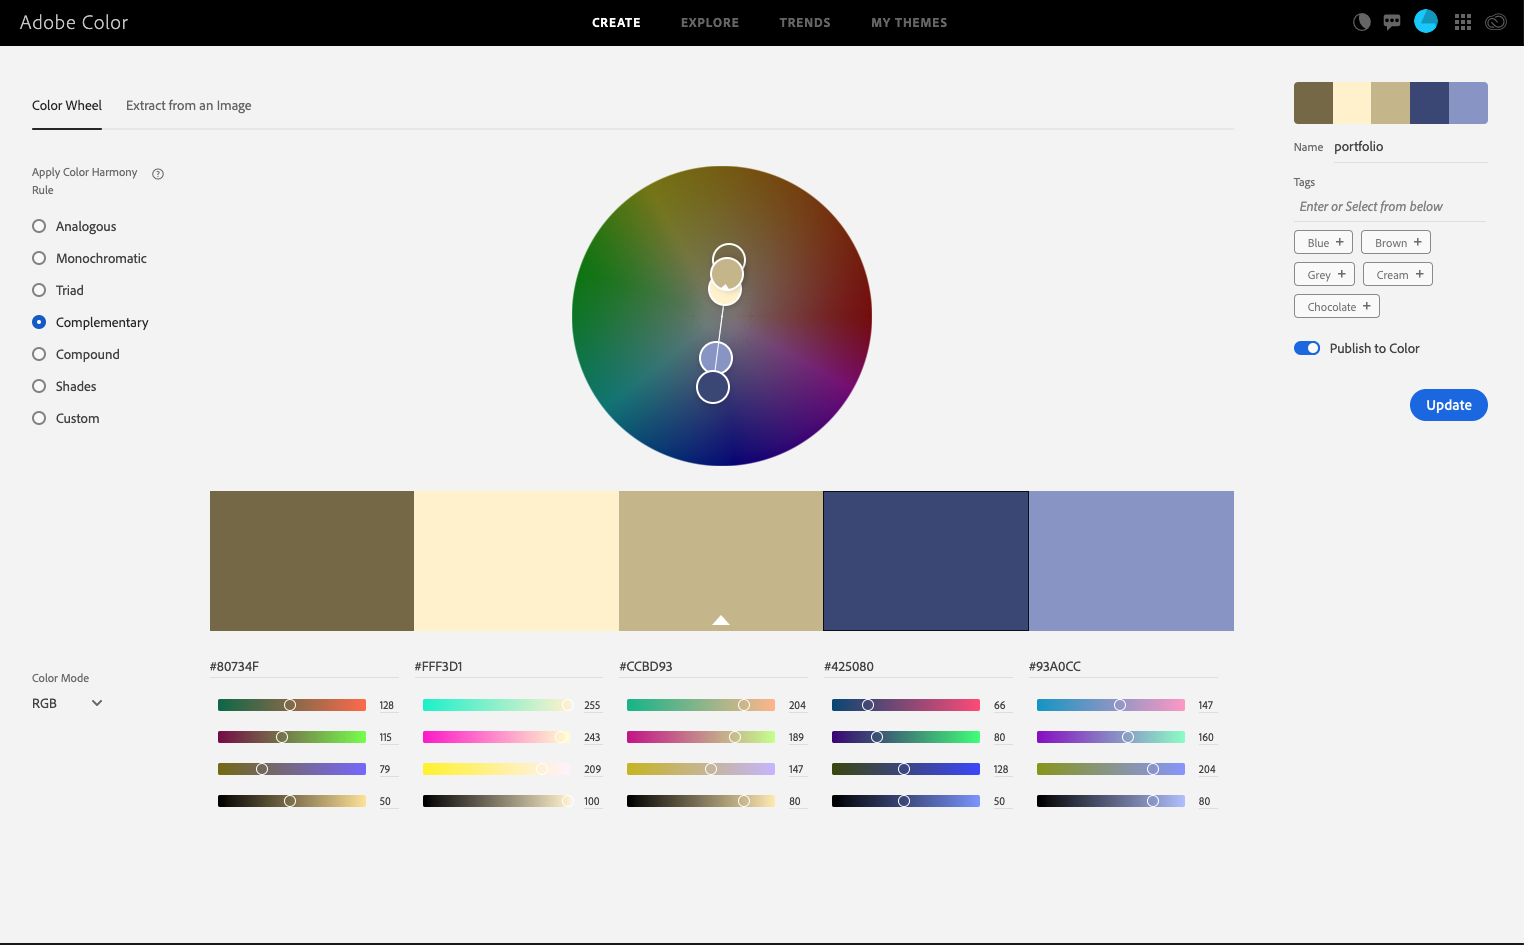 Adobe Color
CREATE EXPLORE TRENDS MY THEMES
Color Wheel Extract from an Image
Apply Color Harmony
Rule
?
Analogous
Monochromatic
Triad
Complementary
Compound
Shades
Custom
Name portfolio
Tags
Enter or Select from below
Blue + Brown +
Grey + Cream +
Chocolate +
Publish to Color
Update
Color Mode
RGB
#80734F #FFF3D1 #CCBD93 #425080 #93A0CC
128 255 204 66 147
115 243 189 80 160
79 209 147 128 204
50 100 80 50 80